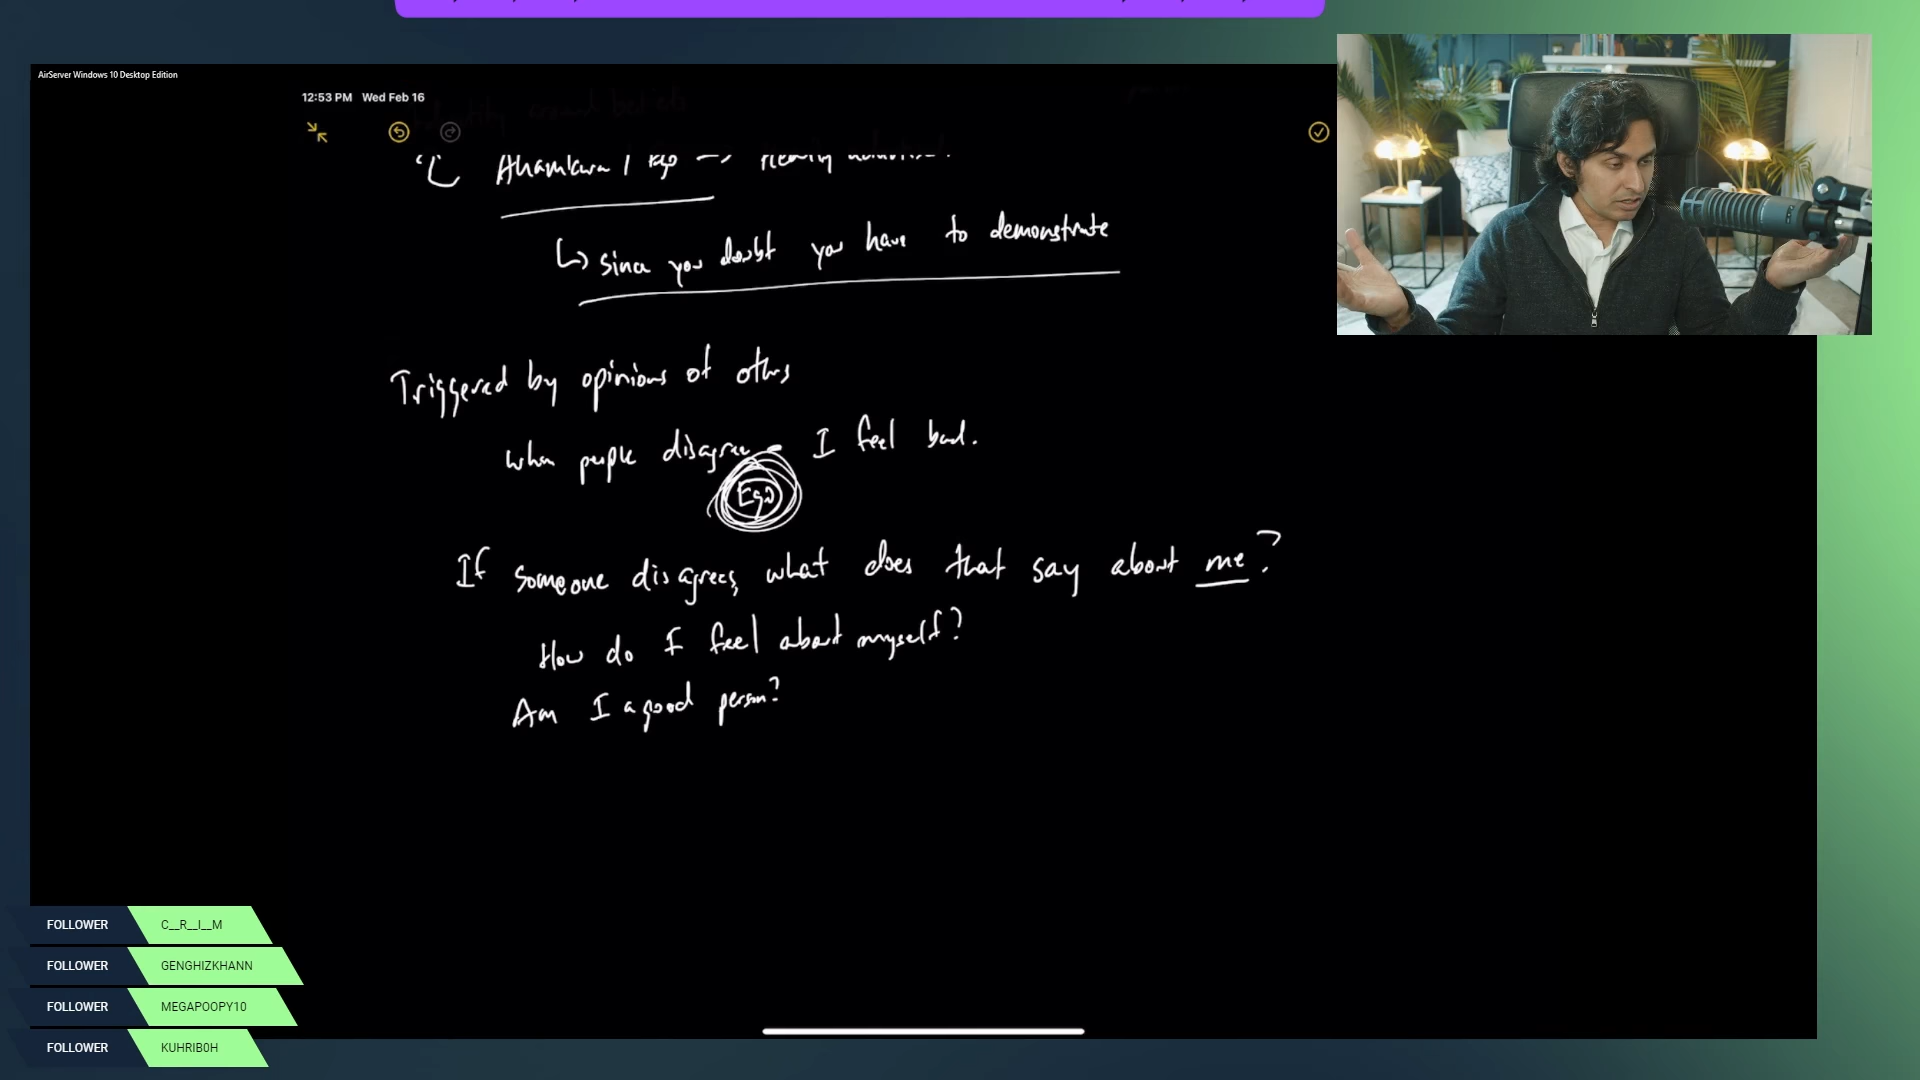 AirServer Windows 10 Desktop Edition
12:53 PM Wed Feb 16
Ahamkara / Ego →
↳ since you doubt you have to demonstrate
Triggered by opinions of others
when people disagree - I feel bad.
Ego
If someone disagrees, what does that say about me?
How do I feel about myself?
Am I a good person?
FOLLOWER C__R__I__M
FOLLOWER GENGHIZKHANN
FOLLOWER MEGAPOOPY10
FOLLOWER KUHRIB0H